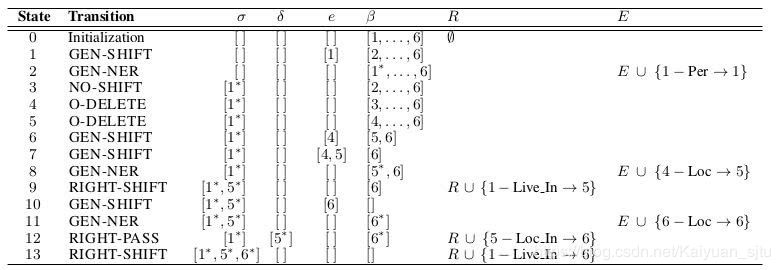 State Transition σ δ e β R E
0 Initialization [ ] [ ] [ ] [1, . . . , 6] ∅
1 GEN-SHIFT [ ] [ ] [1] [2, . . . , 6]
2 GEN-NER [ ] [ ] [ ] [1*, . . . , 6] E ∪ {1 − Per → 1}
3 NO-SHIFT [1*] [ ] [ ] [2, . . . , 6]
4 O-DELETE [1*] [ ] [ ] [3, . . . , 6]
5 O-DELETE [1*] [ ] [ ] [4, . . . , 6]
6 GEN-SHIFT [1*] [ ] [4] [5, 6]
7 GEN-SHIFT [1*] [ ] [4, 5] [6]
8 GEN-NER [1*] [ ] [ ] [5*, 6] E ∪ {4 − Loc → 5}
9 RIGHT-SHIFT [1*, 5*] [ ] [ ] [6] R ∪ {1 − Live_In → 5}
10 GEN-SHIFT [1*, 5*] [ ] [6] []
11 GEN-NER [1*, 5*] [ ] [ ] [6*] E ∪ {6 − Loc → 6}
12 RIGHT-PASS [1*] [5*] [ ] [6*] R ∪ {5 − Loc_In → 6}
13 RIGHT-SHIFT [1*, 5*, 6*] [ ] [ ] [] R ∪ {1 − Live_In → 6}
csdn.net/Kaiyuan_sjtu